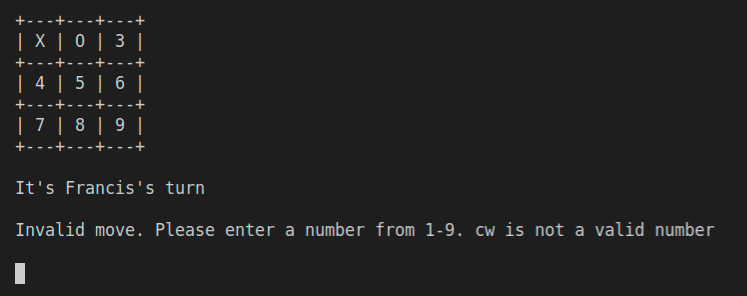 +---+---+---+
| X | O | 3 |
+---+---+---+
| 4 | 5 | 6 |
+---+---+---+
| 7 | 8 | 9 |
+---+---+---+
It's Francis's turn
Invalid move. Please enter a number from 1-9. cw is not a valid number